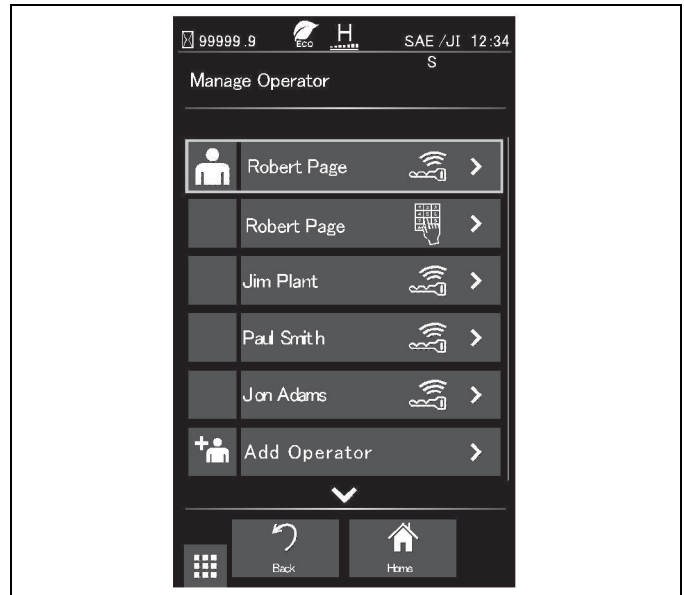 99999.9 ECO H SAE/JI 12:34
S
Manage Operator
Robert Page
Robert Page
Jim Plant
Paul Smith
Jon Adams
Add Operator
Back Home